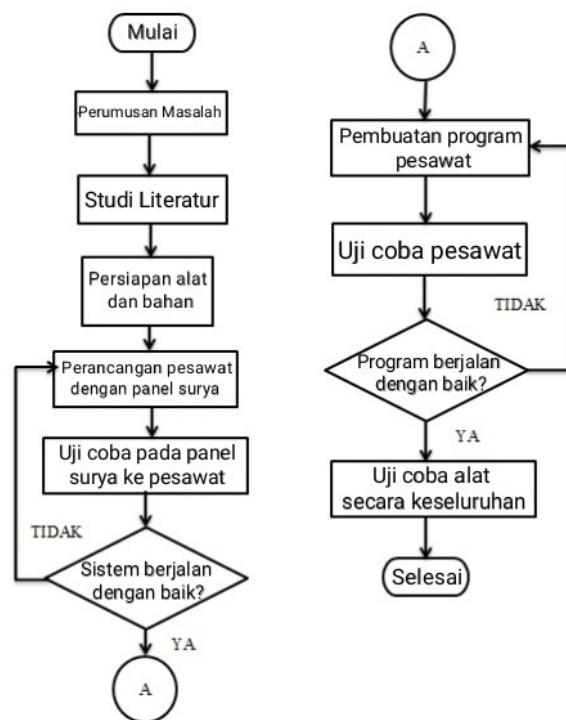 Mulai
Perumusan Masalah
Studi Literatur
Persiapan alat
dan bahan
Perancangan pesawat
dengan panel surya
Uji coba pada panel
surya ke pesawat
TIDAK
Sistem berjalan
dengan baik?
YA
A
A
Pembuatan program
pesawat
Uji coba pesawat
TIDAK
Program berjalan
dengan baik?
YA
Uji coba alat
secara keseluruhan
Selesai